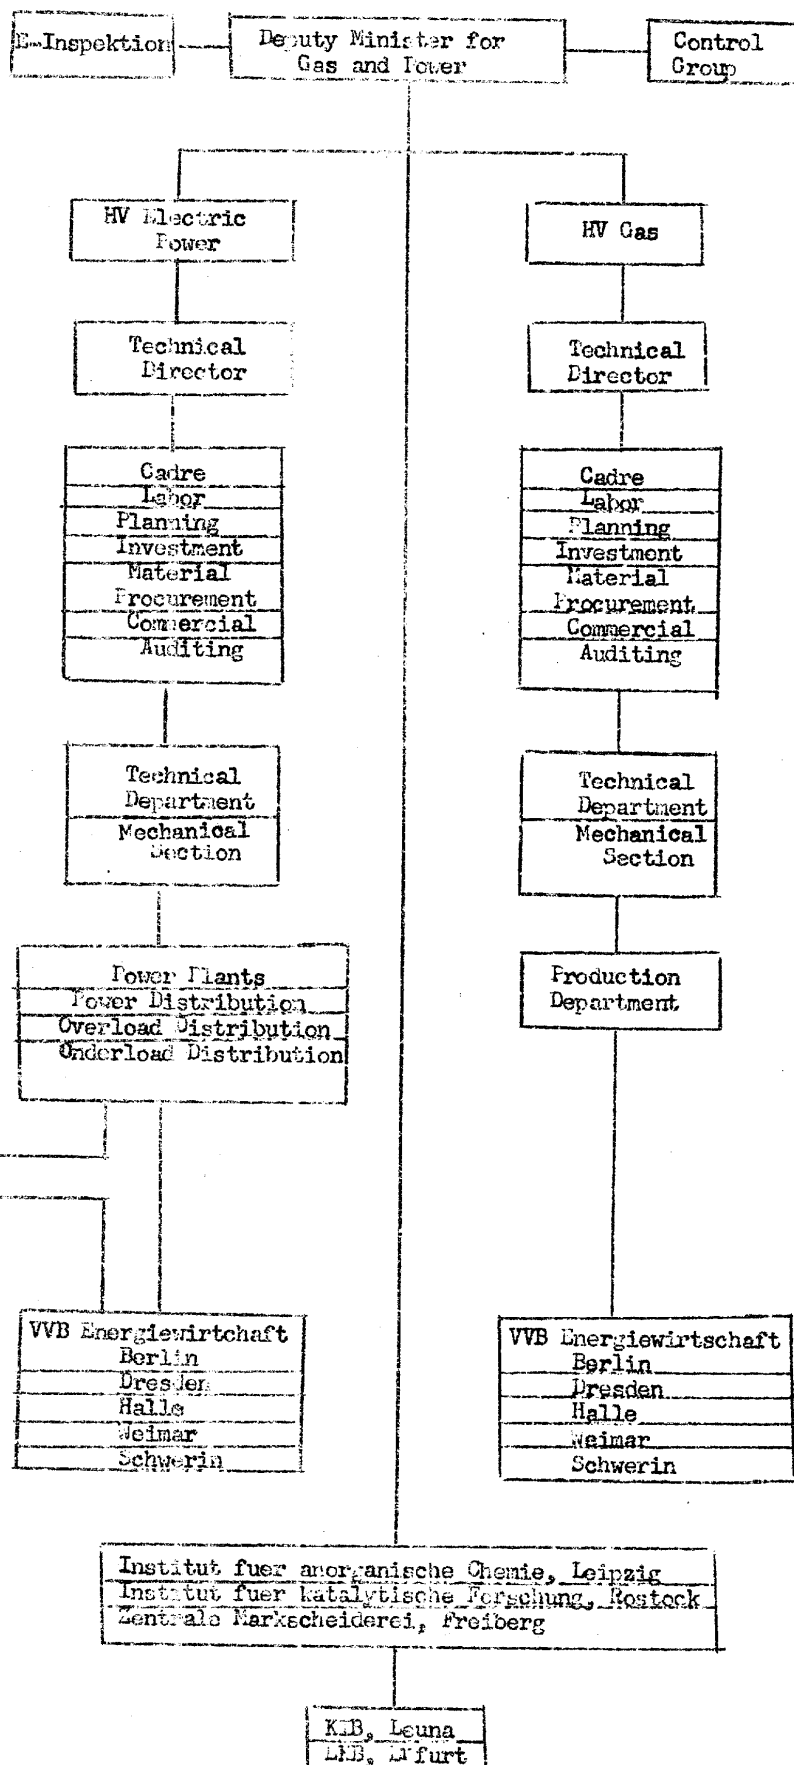 E-Inspektion
Deputy Minister for
Gas and Power
Control
Group
HV Electric
Power
HV Gas
Technical
Director
Technical
Director
Cadre
Labor
Planning
Investment
Material
Procurement
Commercial
Auditing
Cadre
Labor
Planning
Investment
Material
Procurement
Commercial
Auditing
Technical
Department
Mechanical
Section
Technical
Department
Mechanical
Section
Power Plants
Power Distribution
Overload Distribution
Onderload Distribution
Production
Department
VVB Energiewirtchaft
Berlin
Dresden
Halle
Weimar
Schwerin
VVB Energiewirtschaft
Berlin
Dresden
Halle
Weimar
Schwerin
Institut fuer anorganische Chemie, Leipzig
Institut fuer katalytische Forschung, Rostock
Zentrale Markscheiderei, Freiberg
Leuna
Erfurt